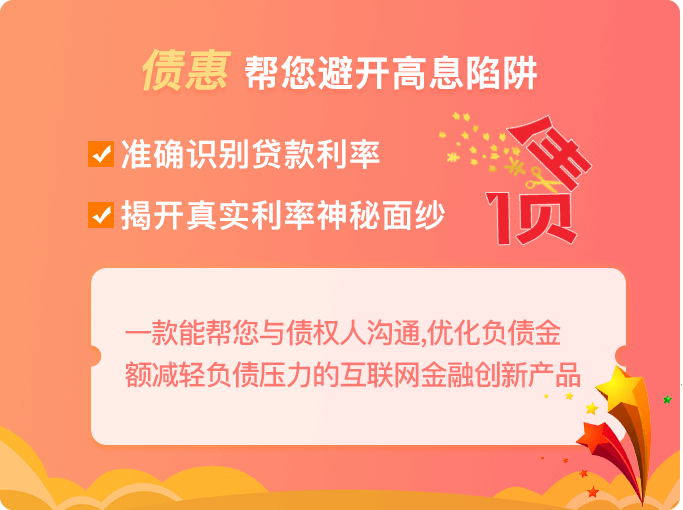 债惠 帮您避开高息陷阱
准确识别贷款利率
揭开真实利率神秘面纱
债
一款能帮您与债权人沟通,优化负债金
额减轻负债压力的互联网金融创新产品